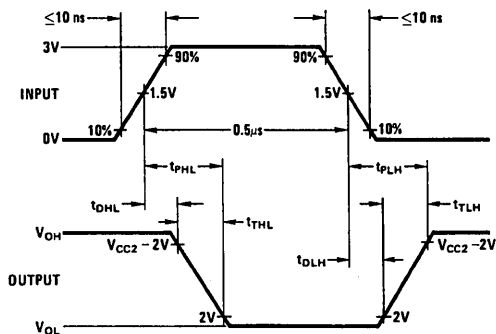 ≤10 ns
≤10 ns
3V
90%
90%
INPUT
1.5V
1.5V
10%
10%
0V
0.5μs
tPHL
tPLH
tDHL
tTHL
tTLH
VOH
VCC2 −2V
VCC2 −2V
tDLH
OUTPUT
2V
2V
VOL